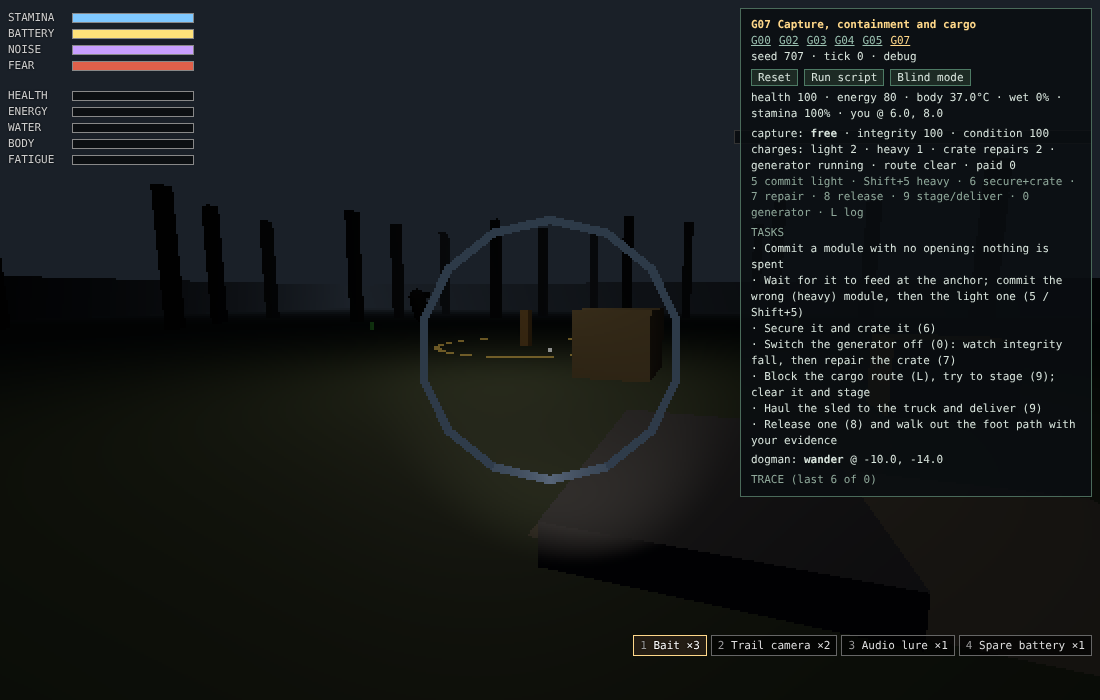 STAMINA
BATTERY
NOISE
FEAR
HEALTH
ENERGY
WATER
BODY
FATIGUE
G07 Capture, containment and cargo
G00 G02 G03 G04 G05 G07
seed 707 · tick 0 · debug
Reset Run script Blind mode
health 100 · energy 80 · body 37.0°C · wet 0% ·
stamina 100% · you @ 6.0, 8.0
capture: free · integrity 100 · condition 100
charges: light 2 · heavy 1 · crate repairs 2 ·
generator running · route clear · paid 0
5 commit light · Shift+5 heavy · 6 secure+crate ·
7 repair · 8 release · 9 stage/deliver · 0
generator · L log
TASKS
· Commit a module with no opening: nothing is
spent
· Wait for it to feed at the anchor; commit the
wrong (heavy) module, then the light one (5 /
Shift+5)
· Secure it and crate it (6)
· Switch the generator off (0): watch integrity
fall, then repair the crate (7)
· Block the cargo route (L), try to stage (9);
clear it and stage
· Haul the sled to the truck and deliver (9)
· Release one (8) and walk out the foot path with
your evidence
dogman: wander @ -10.0, -14.0
TRACE (last 6 of 0)
1 Bait ×3 2 Trail camera ×2 3 Audio lure ×1 4 Spare battery ×1